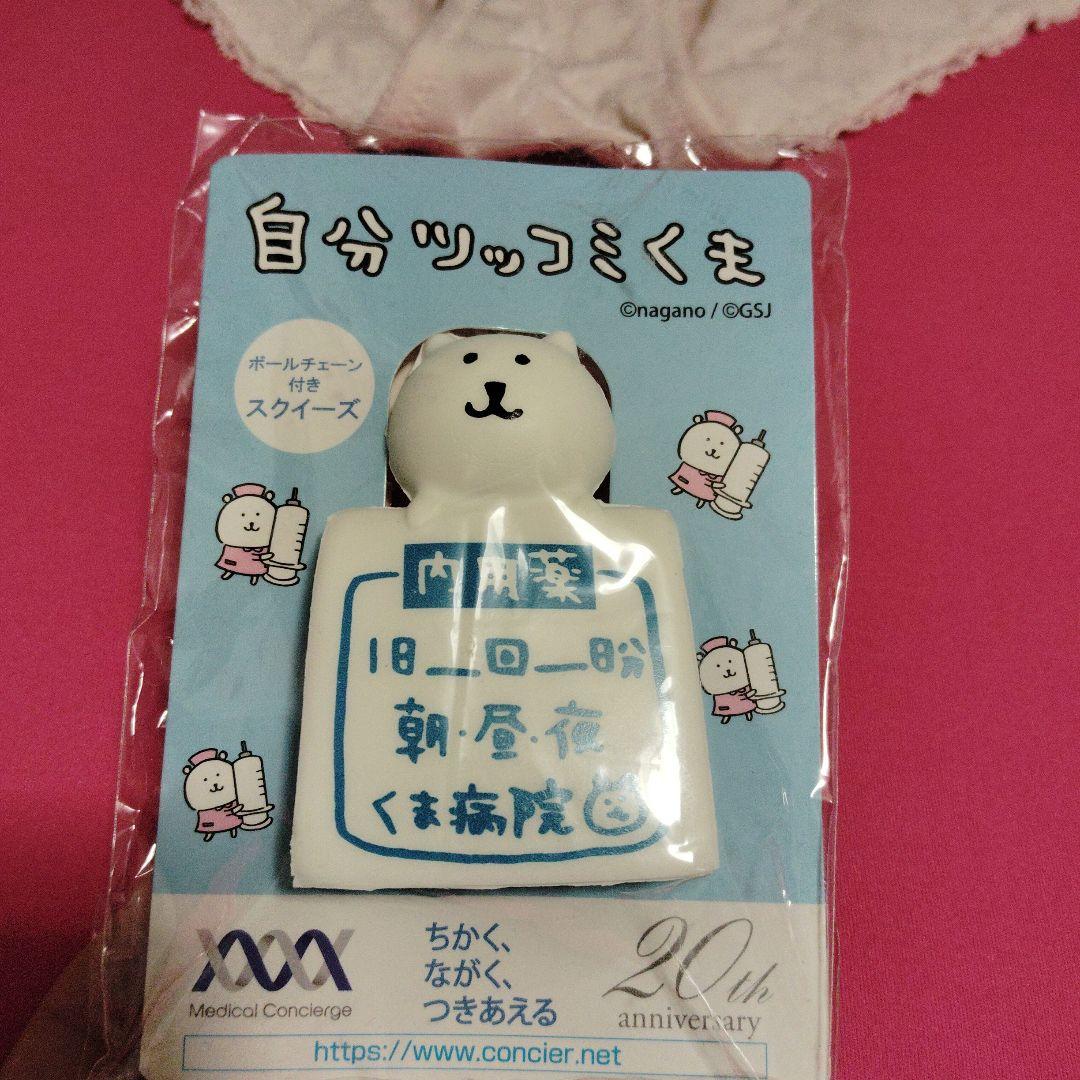 自分ツッコミくま
©nagano / ©GSJ
ボールチェーン
付き
スクイーズ
内用薬
1日__回__日分
朝・昼・夜
くま病院
Medical Concierge
ちかく、
ながく、
つきあえる
20th
anniversary
https://www.concier.net